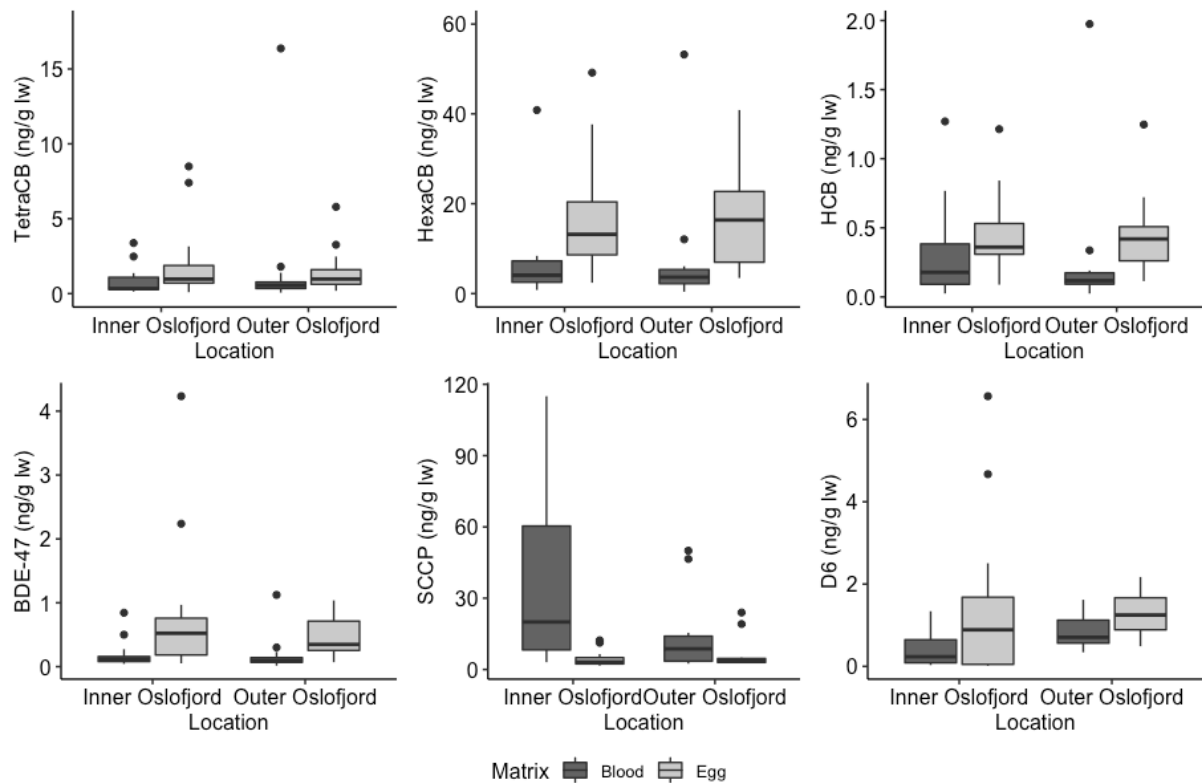 TetraCB (ng/g lw)
15
10
5
0
Inner Oslofjord Outer Oslofjord
Location
HexaCB (ng/g lw)
60
40
20
0
Inner Oslofjord Outer Oslofjord
Location
HCB (ng/g lw)
2.0
1.5
1.0
0.5
0.0
Inner Oslofjord Outer Oslofjord
Location
BDE-47 (ng/g lw)
4
3
2
1
0
Inner Oslofjord Outer Oslofjord
Location
SCCP (ng/g lw)
120
90
60
30
0
Inner Oslofjord Outer Oslofjord
Location
D6 (ng/g lw)
6
4
2
0
Inner Oslofjord Outer Oslofjord
Location
Matrix Blood Egg